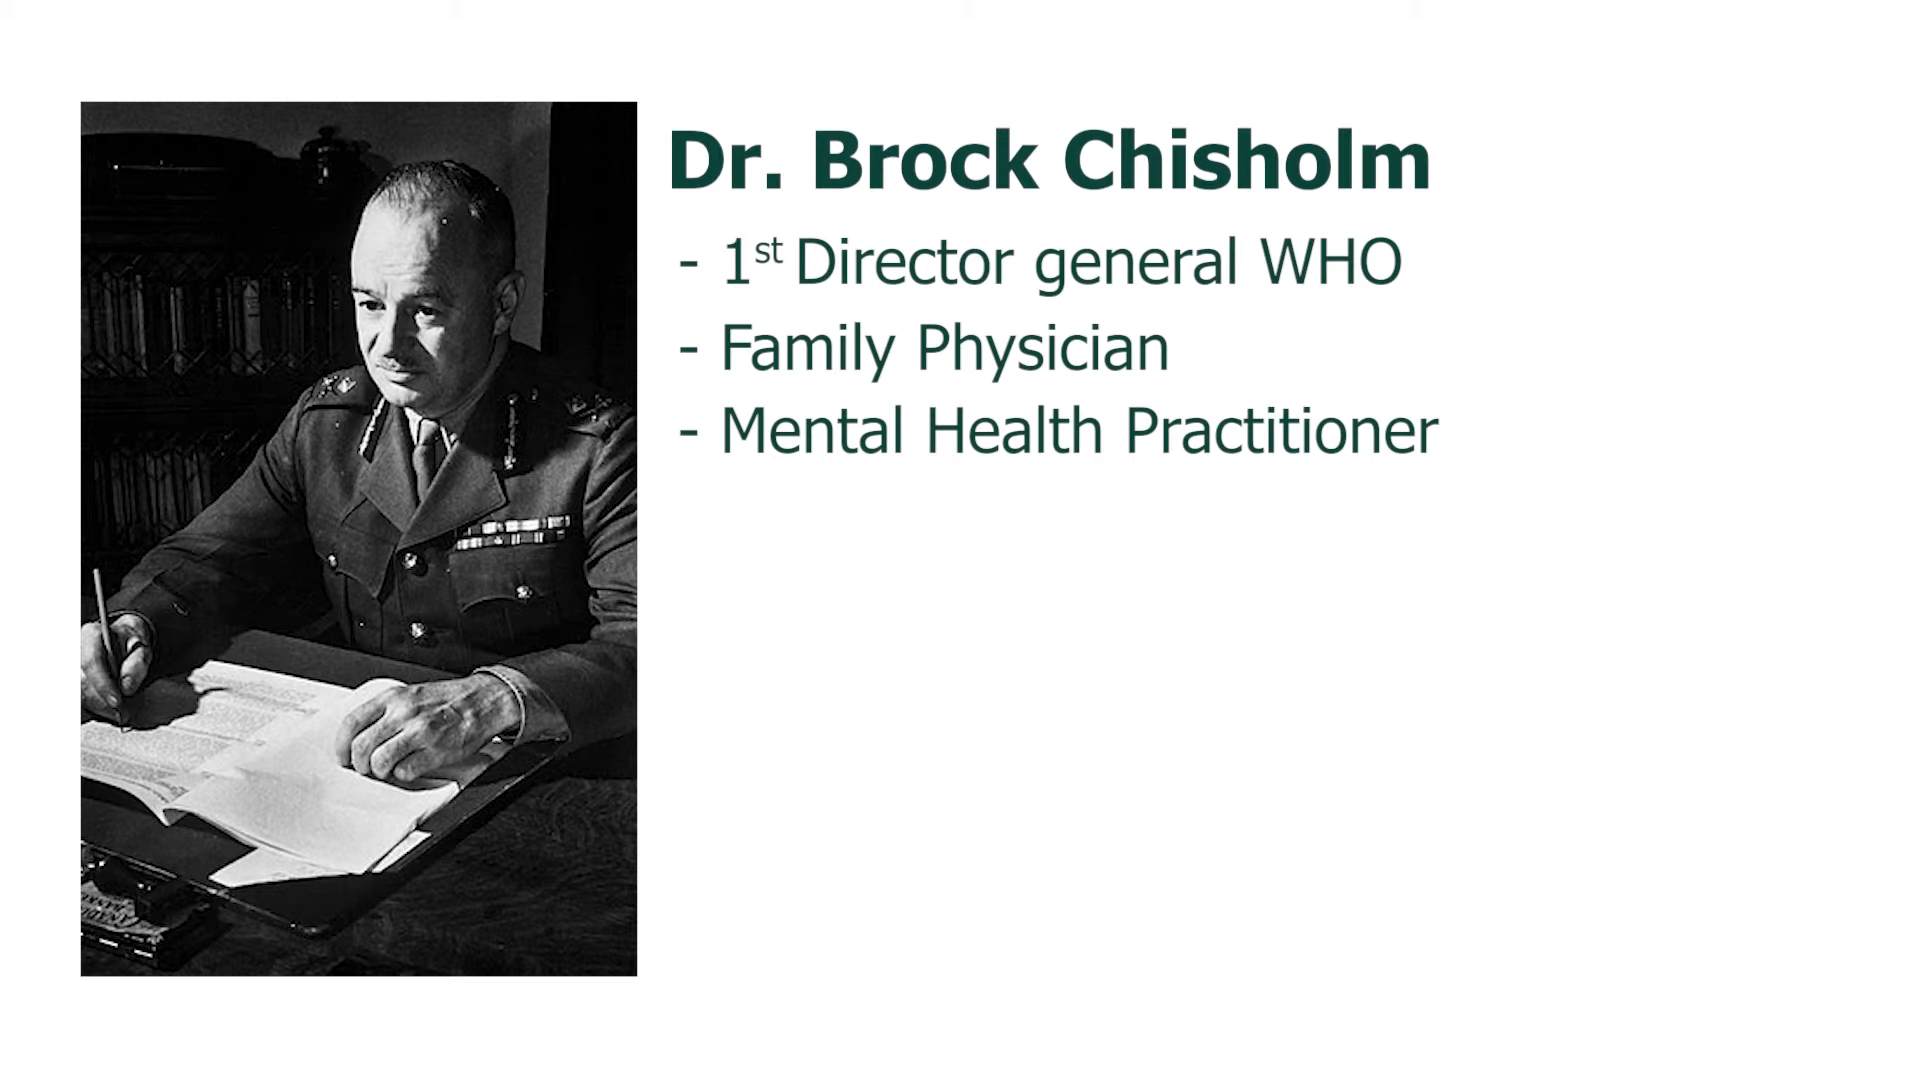 Dr. Brock Chisholm
- 1st Director general WHO
- Family Physician
- Mental Health Practitioner